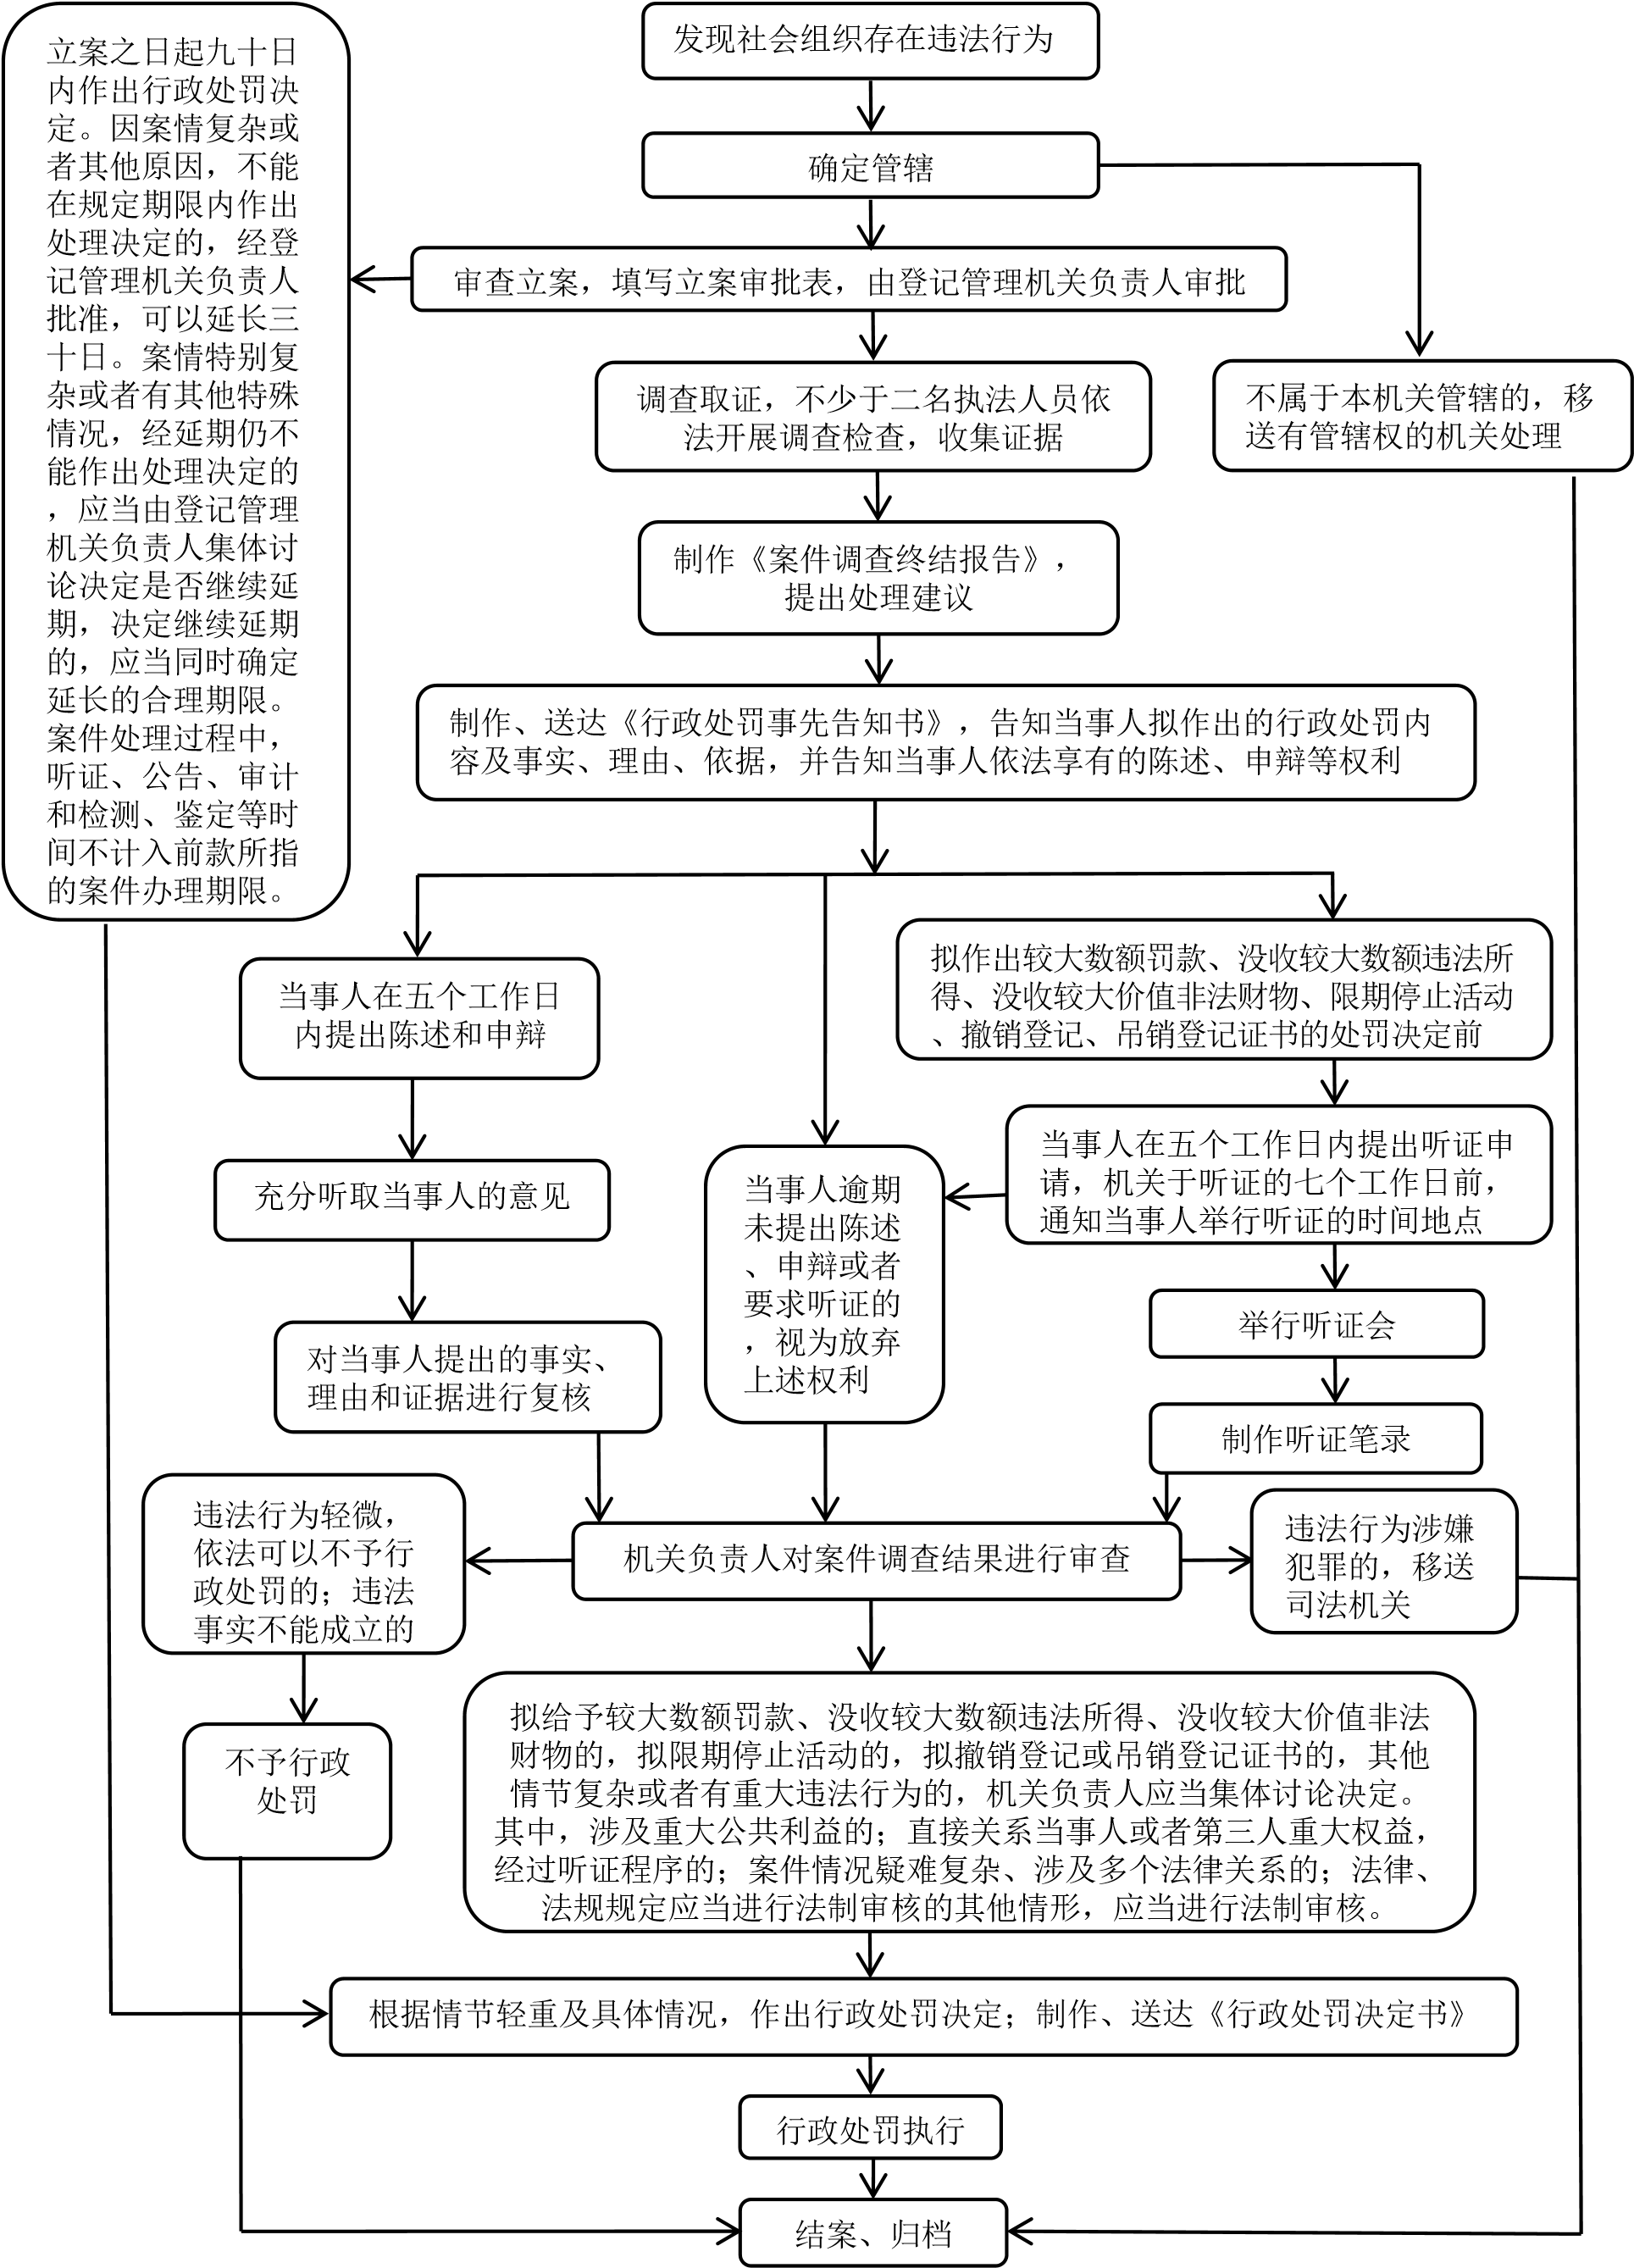 发现社会组织存在违法行为
确定管辖
审查立案，填写立案审批表，由登记管理机关负责人审批
立案之日起九十日
内作出行政处罚决
定。因案情复杂或
者其他原因，不能
在规定期限内作出
处理决定的，经登
记管理机关负责人
批准，可以延长三
十日。案情特别复
杂或者有其他特殊
情况，经延期仍不
能作出处理决定的
，应当由登记管理
机关负责人集体讨
论决定是否继续延
期，决定继续延期
的，应当同时确定
延长的合理期限。
案件处理过程中，
听证、公告、审计
和检测、鉴定等时
间不计入前款所指
的案件办理期限。
调查取证，不少于二名执法人员依
法开展调查检查，收集证据
不属于本机关管辖的，移
送有管辖权的机关处理
制作《案件调查终结报告》，
提出处理建议
制作、送达《行政处罚事先告知书》，告知当事人拟作出的行政处罚内
容及事实、理由、依据，并告知当事人依法享有的陈述、申辩等权利
当事人在五个工作日
内提出陈述和申辩
充分听取当事人的意见
对当事人提出的事实、
理由和证据进行复核
当事人逾期
未提出陈述
、申辩或者
要求听证的
，视为放弃
上述权利
拟作出较大数额罚款、没收较大数额违法所
得、没收较大价值非法财物、限期停止活动
、撤销登记、吊销登记证书的处罚决定前
当事人在五个工作日内提出听证申
请，机关于听证的七个工作日前，
通知当事人举行听证的时间地点
举行听证会
制作听证笔录
机关负责人对案件调查结果进行审查
违法行为轻微，
依法可以不予行
政处罚的；违法
事实不能成立的
不予行政
处罚
违法行为涉嫌
犯罪的，移送
司法机关
拟给予较大数额罚款、没收较大数额违法所得、没收较大价值非法
财物的，拟限期停止活动的，拟撤销登记或吊销登记证书的，其他
情节复杂或者有重大违法行为的，机关负责人应当集体讨论决定。
其中，涉及重大公共利益的；直接关系当事人或者第三人重大权益，
经过听证程序的；案件情况疑难复杂、涉及多个法律关系的；法律、
法规规定应当进行法制审核的其他情形，应当进行法制审核。
根据情节轻重及具体情况，作出行政处罚决定；制作、送达《行政处罚决定书》
行政处罚执行
结案、归档